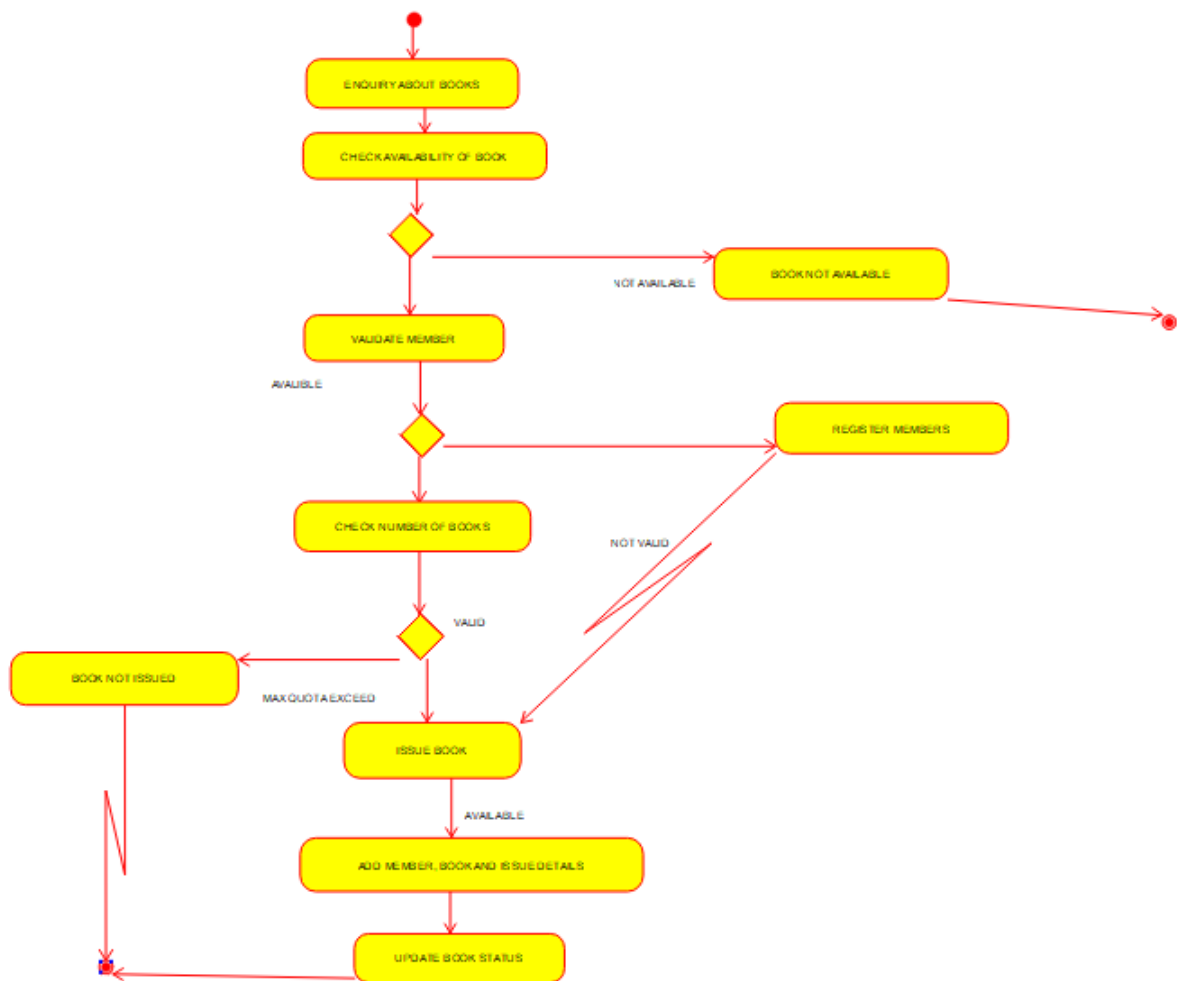 ENQUIRY ABOUT BOOKS
CHECK AVAILABILITY OF BOOK
BOOK NOT AVAILABLE
NOT AVAILABLE
VALIDATE MEMBER
AVALIBLE
REGISTER MEMBERS
CHECK NUMBER OF BOOKS
NOT VALID
VALID
BOOK NOT ISSUED
MAX QUOTA EXCEED
ISSUE BOOK
AVAILABLE
ADD MEMBER, BOOK AND ISSUE DETAILS
UPDATE BOOK STATUS